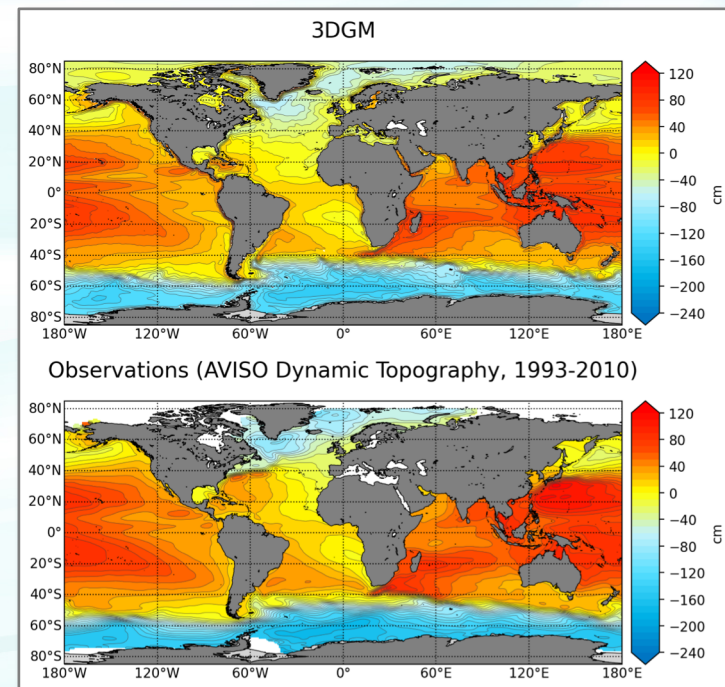 3DGM
80°N
60°N
40°N
20°N
0°
20°S
40°S
60°S
80°S
180°W 120°W 60°W 0° 60°E 120°E 180°E
120
80
40
0
−40
−80
−120
−160
−200
−240
cm
Observations (AVISO Dynamic Topography, 1993-2010)
80°N
60°N
40°N
20°N
0°
20°S
40°S
60°S
80°S
180°W 120°W 60°W 0° 60°E 120°E 180°E
120
80
40
0
−40
−80
−120
−160
−200
−240
cm